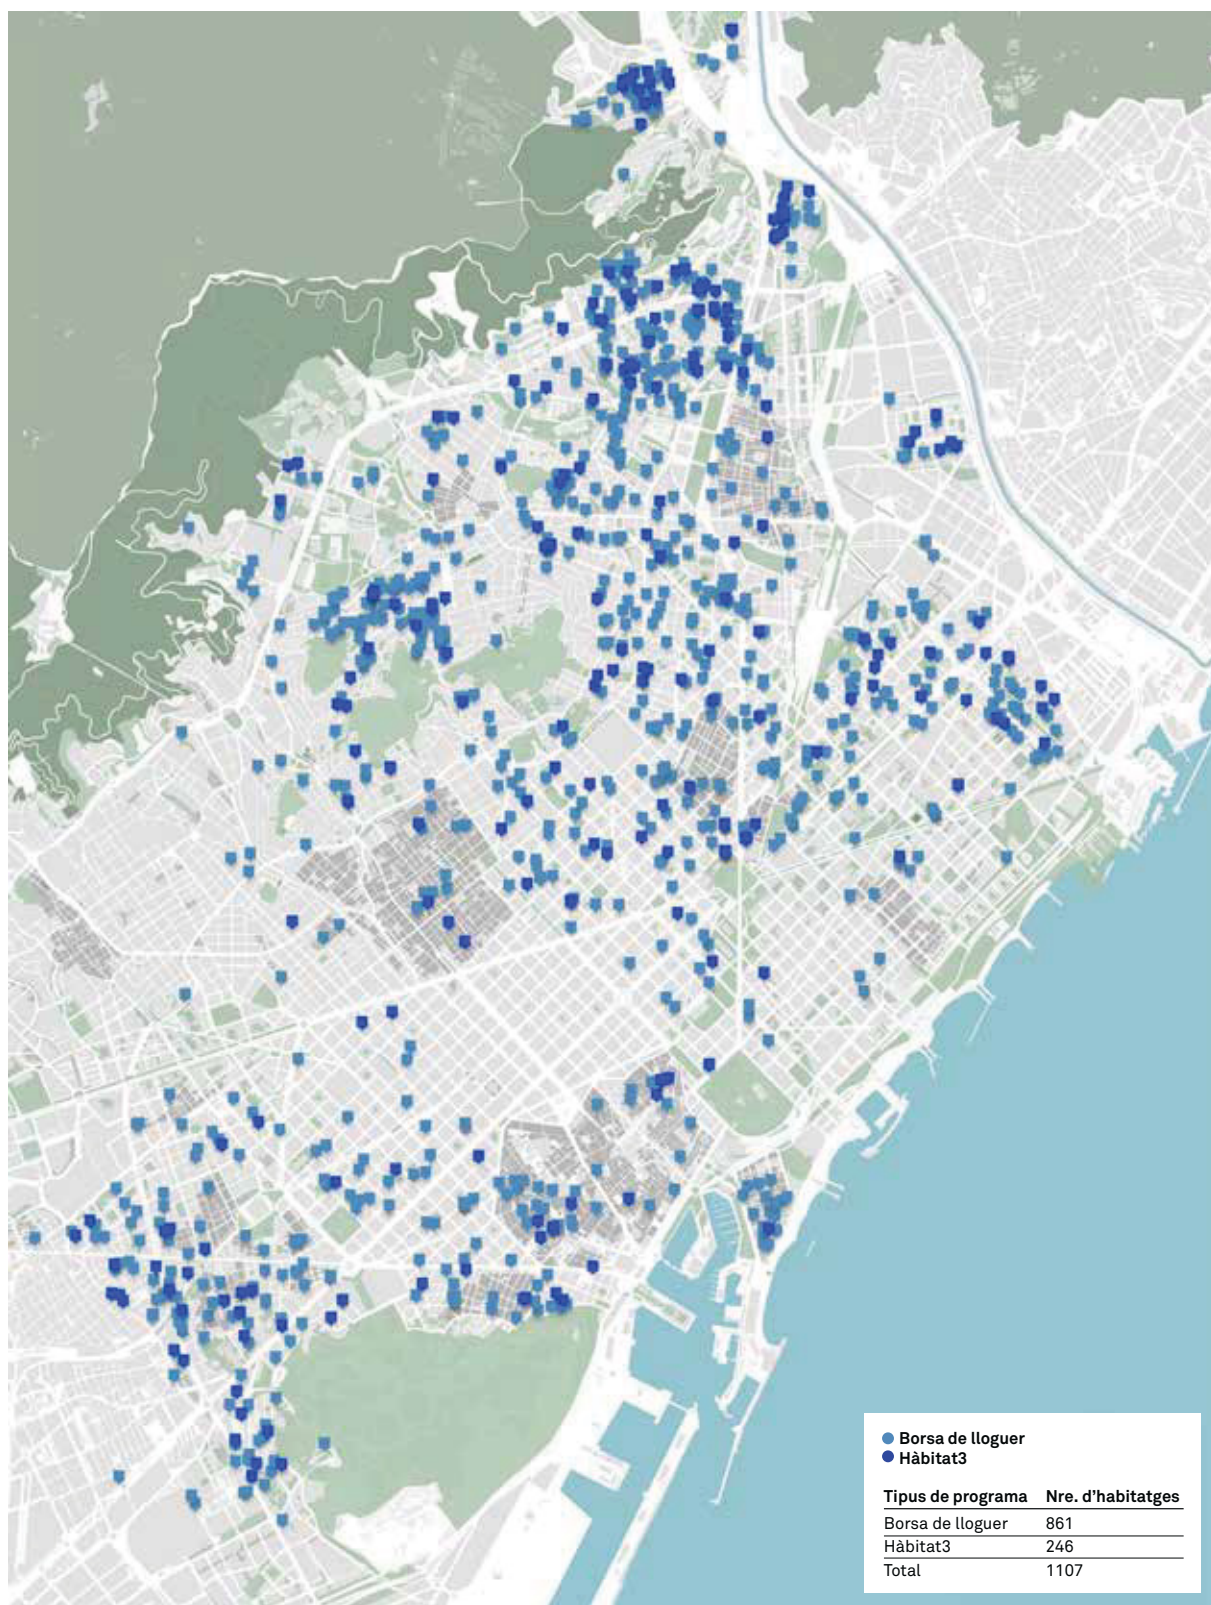 Borsa de lloguer
Hàbitat3
Tipus de programa Nre. d'habitatges
Borsa de lloguer 861
Hàbitat3 246
Total 1107